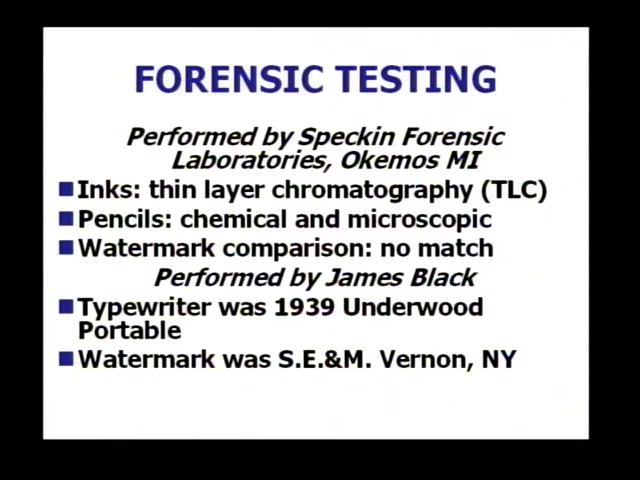 FORENSIC TESTING
Performed by Speckin Forensic
Laboratories, Okemos MI
Inks: thin layer chromatography (TLC)
Pencils: chemical and microscopic
Watermark comparison: no match
Performed by James Black
Typewriter was 1939 Underwood
Portable
Watermark was S.E.&M. Vernon, NY